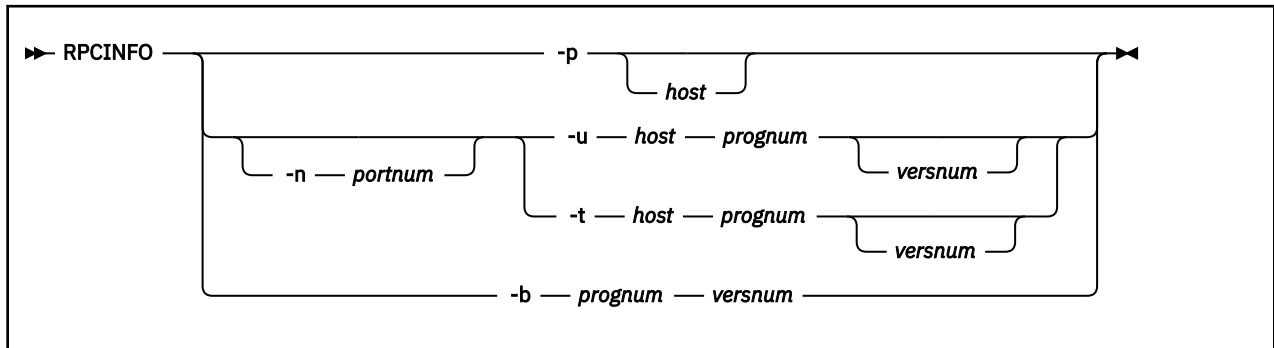 RPCINFO -p
host
-u host prognum
-n portnum versnum
-t host prognum
versnum
-b prognum versnum